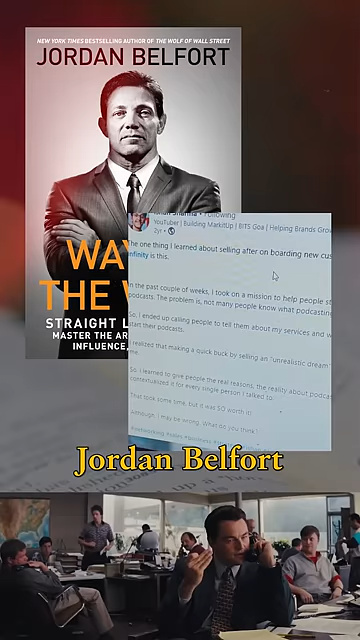 NEW YORK TIMES BESTSELLING AUTHOR OF THE WOLF OF WALL STREET
JORDAN BELFORT
WA
THE
STRAIGHT L
MASTER THE AR
INFLUENCE,
Following
YouTuber | Building MarkitUp | BITS Goa | Helping Brands Grow
2yr •
The one thing I learned about selling after on boarding new cus
Infinity is this.
In the past couple of weeks, I took on a mission to help people st
podcasts. The problem is, not many people know what podcasting
So, I ended up calling people to tell them about my services and w
start their podcasts.
I realized that making a quick buck by selling an "unrealistic dream"
me.
So, I learned to give people the real reasons, the reality about podcas
contextualized it for every single person I talked to.
That took some time. But it was SO worth it!
Although, I may be wrong. What do you think?
Jordan Belfort